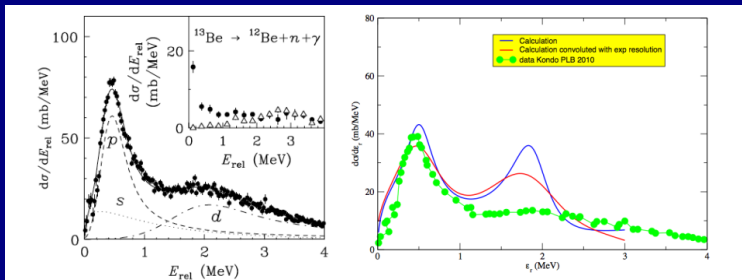 100
50
0
dσ/dE_rel (mb/MeV)
p
s
d
0 1 2 3 4
E_rel (MeV)
¹³Be → ¹²Be+n+γ
20
0
dσ/dE_rel
(mb/MeV)
0 1 2 3
E_rel (MeV)
80
60
40
20
0
dσ/dε_r (mb/MeV)
Calculation
Calculation convoluted with exp resolution
data Kondo PLB 2010
0 1 2 3 4
ε_r (MeV)